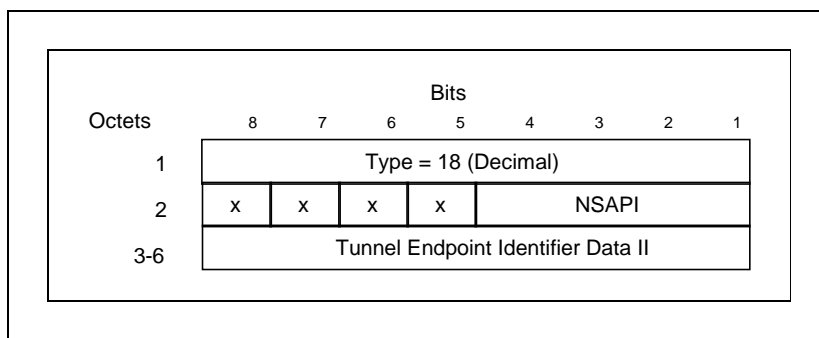 Bits
Octets 8 7 6 5 4 3 2 1
1 Type = 18 (Decimal)
2 x x x x NSAPI
3-6 Tunnel Endpoint Identifier Data II